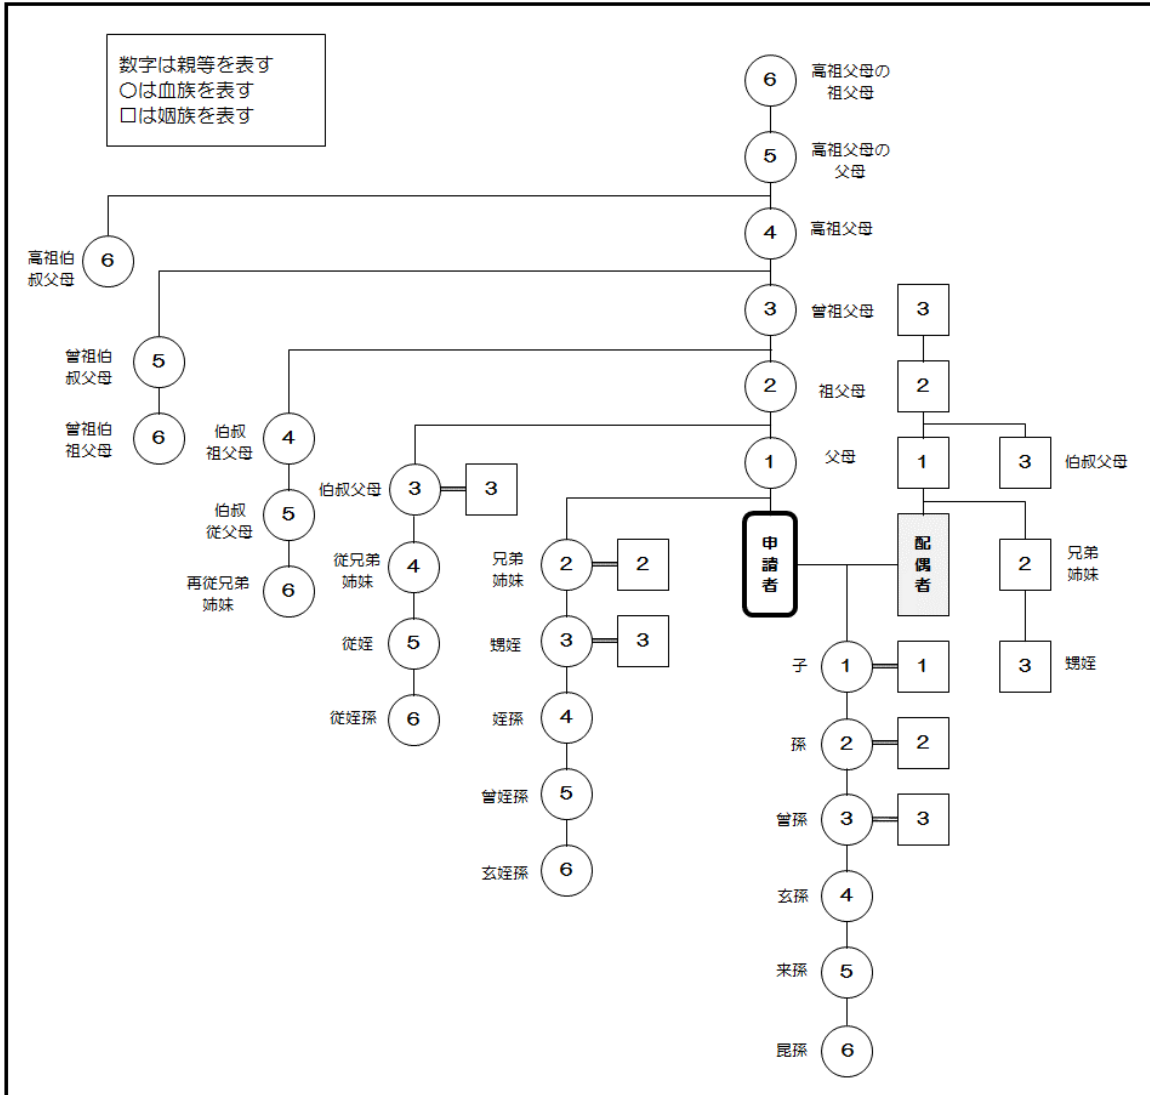 数字は親等を表す
○は血族を表す
□は姻族を表す
6
高祖父母の
祖父母
5
高祖父母の
父母
4
高祖父母
高祖伯
叔父母
6
3
曾祖父母
3
曾祖伯
叔父母
5
2
祖父母
2
曾祖伯
祖父母
6
伯叔
祖父母
4
1
父母
1
3
伯叔父母
伯叔父母
3
3
伯叔
従父母
5
申請者
配偶者
従兄弟
姉妹
4
兄弟
姉妹
2
2
2
兄弟
姉妹
再従兄弟
姉妹
6
従姪
5
甥姪
3
3
子
1
1
3
甥姪
従姪孫
6
姪孫
4
孫
2
2
曾姪孫
5
曾孫
3
3
玄姪孫
6
玄孫
4
来孫
5
昆孫
6